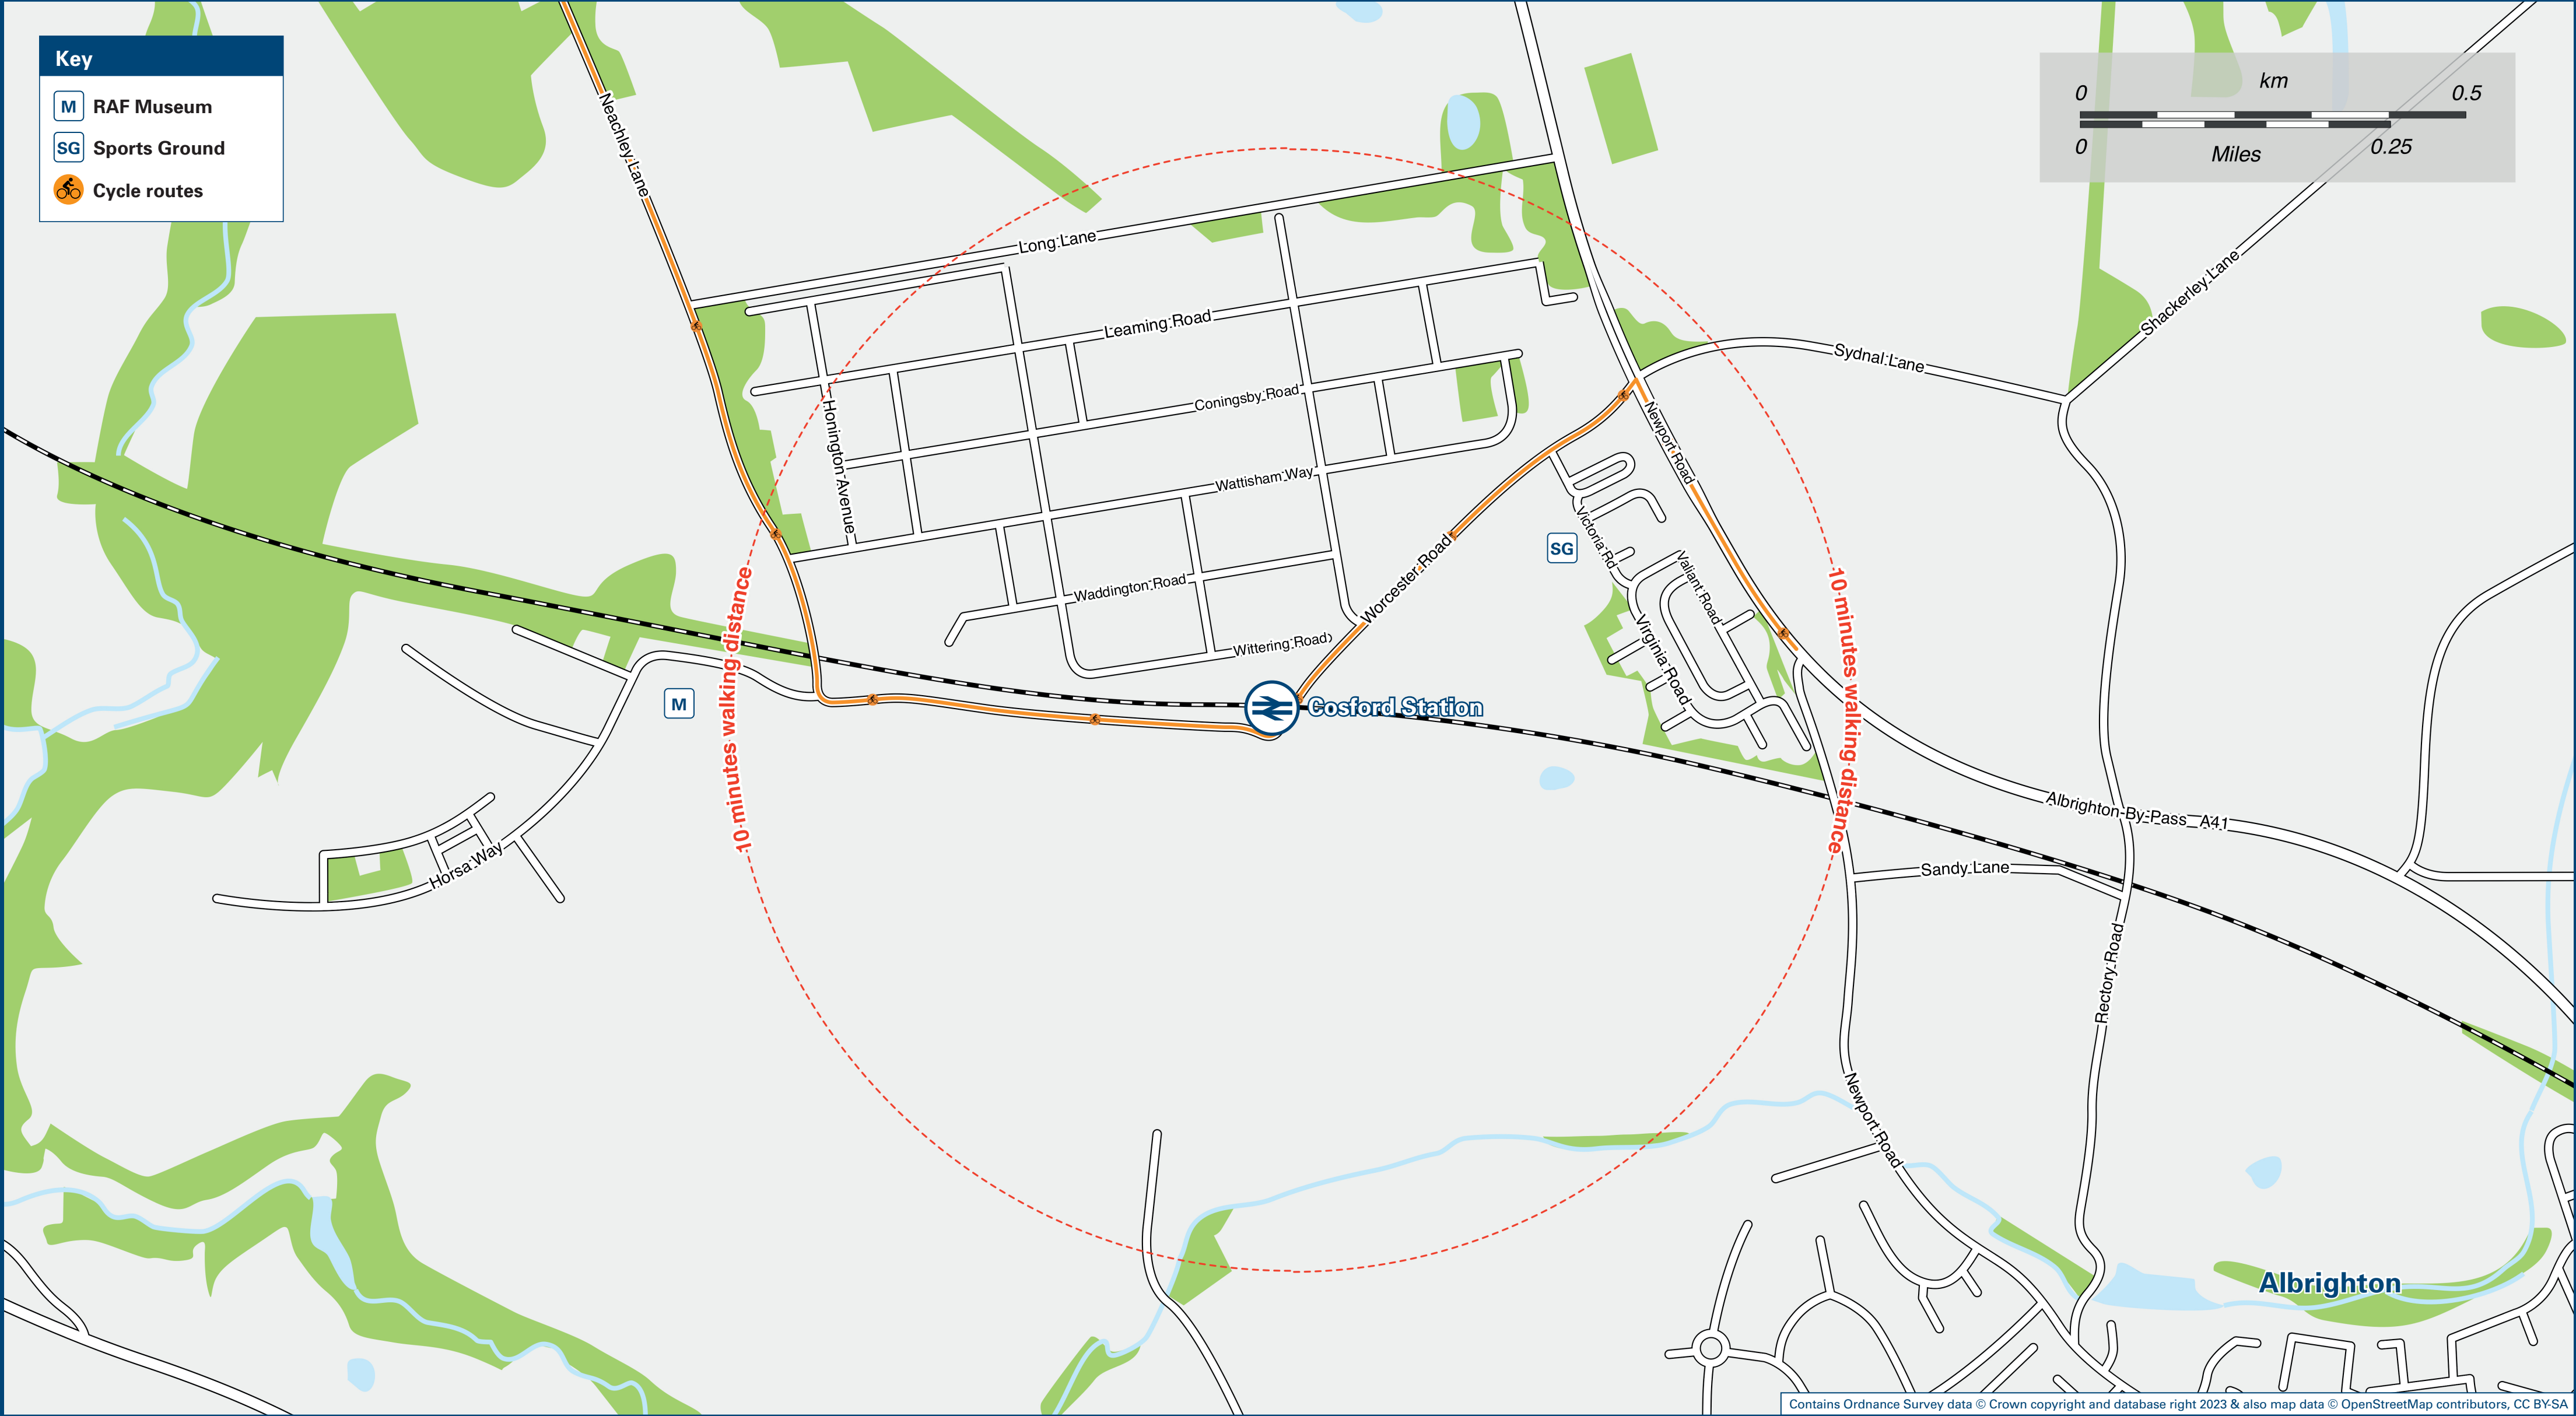 Key
M RAF Museum
SG Sports Ground
Cycle routes
km
0 0.5
0 0.25
Miles
Neachley Lane
Long Lane
Leaming Road
Coningsby Road
Honington Avenue
Wattisham Way
Waddington Road
Wittering Road
Worcester Road
Newport Road
Sydnal Lane
Shackerley Lane
SG
Victoria Rd
Valiant Road
Virginia Road
10 minutes walking distance
10 minutes walking distance
M
Cosford Station
Albrighton By-Pass A41
Sandy Lane
Horsa Way
Rectory Road
Newport Road
Albrighton
Contains Ordnance Survey data © Crown copyright and database right 2023 & also map data © OpenStreetMap contributors, CC BY-SA